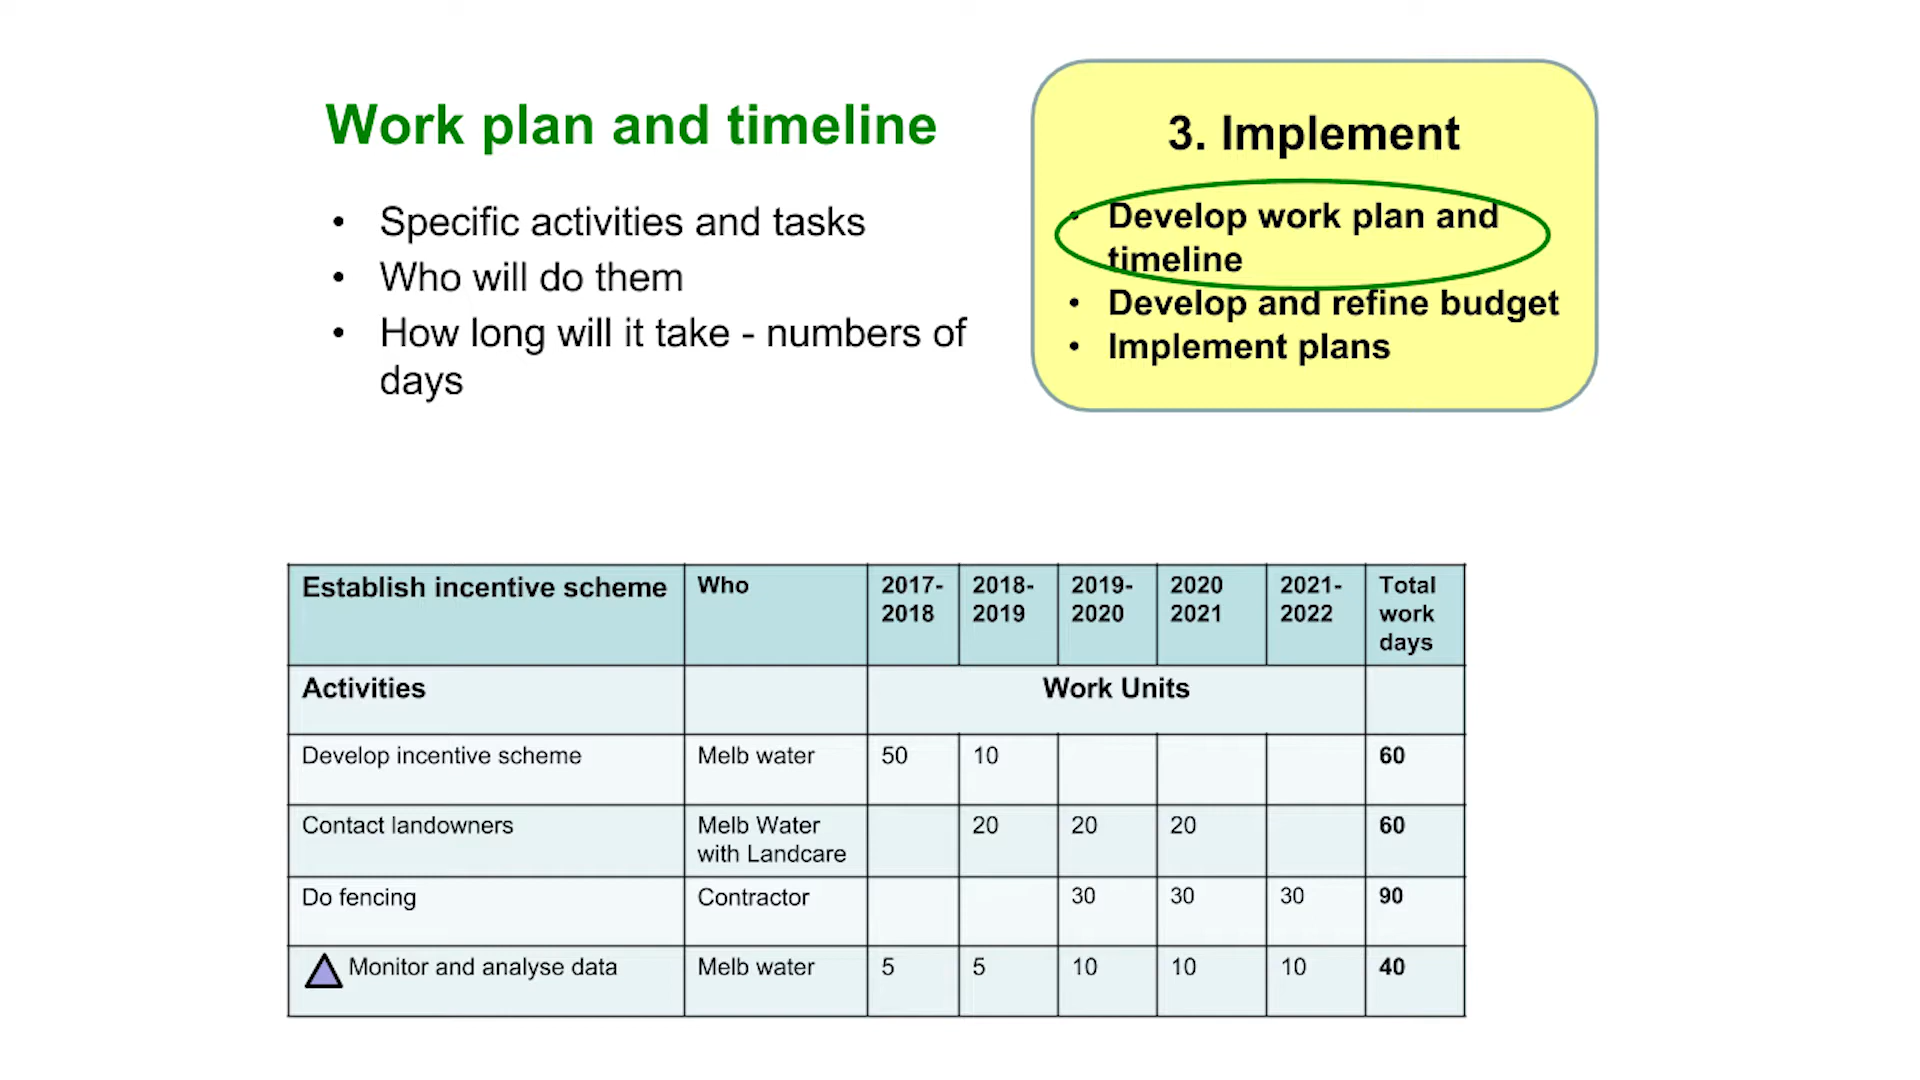 Work plan and timeline
• Specific activities and tasks
• Who will do them
• How long will it take - numbers of
days
3. Implement
• Develop work plan and
timeline
• Develop and refine budget
• Implement plans
Establish incentive scheme Who 2017-2018 2018-2019 2019-2020 2020 2021 2021-2022 Total work days
Activities Work Units
Develop incentive scheme Melb water 50 10 60
Contact landowners Melb Water with Landcare 20 20 20 60
Do fencing Contractor 30 30 30 90
Monitor and analyse data Melb water 5 5 10 10 10 40